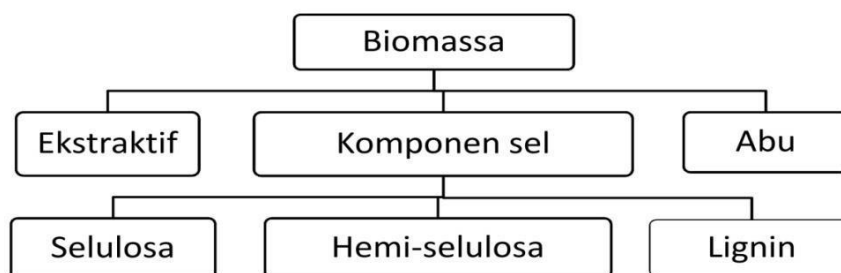 Biomassa
Ekstraktif
Komponen sel
Abu
Selulosa
Hemi-selulosa
Lignin